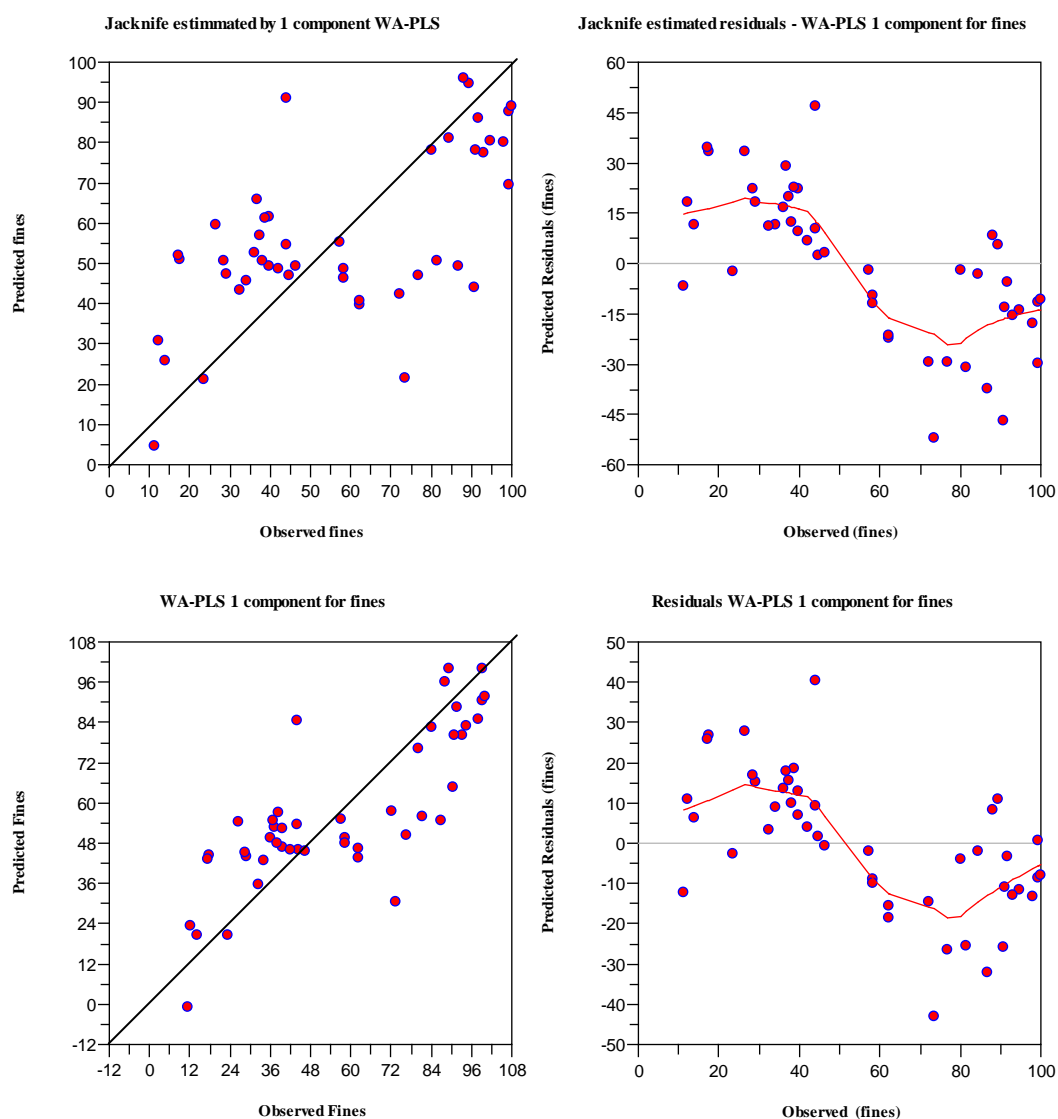 Jacknife estimmated by 1 component WA-PLS
100
90
80
70
60
50
40
30
20
10
0
0 10 20 30 40 50 60 70 80 90 100
Predicted fines
Observed fines
Jacknife estimated residuals - WA-PLS 1 component for fines
60
45
30
15
0
-15
-30
-45
-60
0 20 40 60 80 100
Predicted Residuals (fines)
Observed (fines)
WA-PLS 1 component for fines
108
96
84
72
60
48
36
24
12
0
-12
-12 0 12 24 36 48 60 72 84 96 108
Predicted Fines
Observed Fines
Residuals WA-PLS 1 component for fines
50
40
30
20
10
0
-10
-20
-30
-40
-50
0 20 40 60 80 100
Predicted Residuals (fines)
Observed (fines)